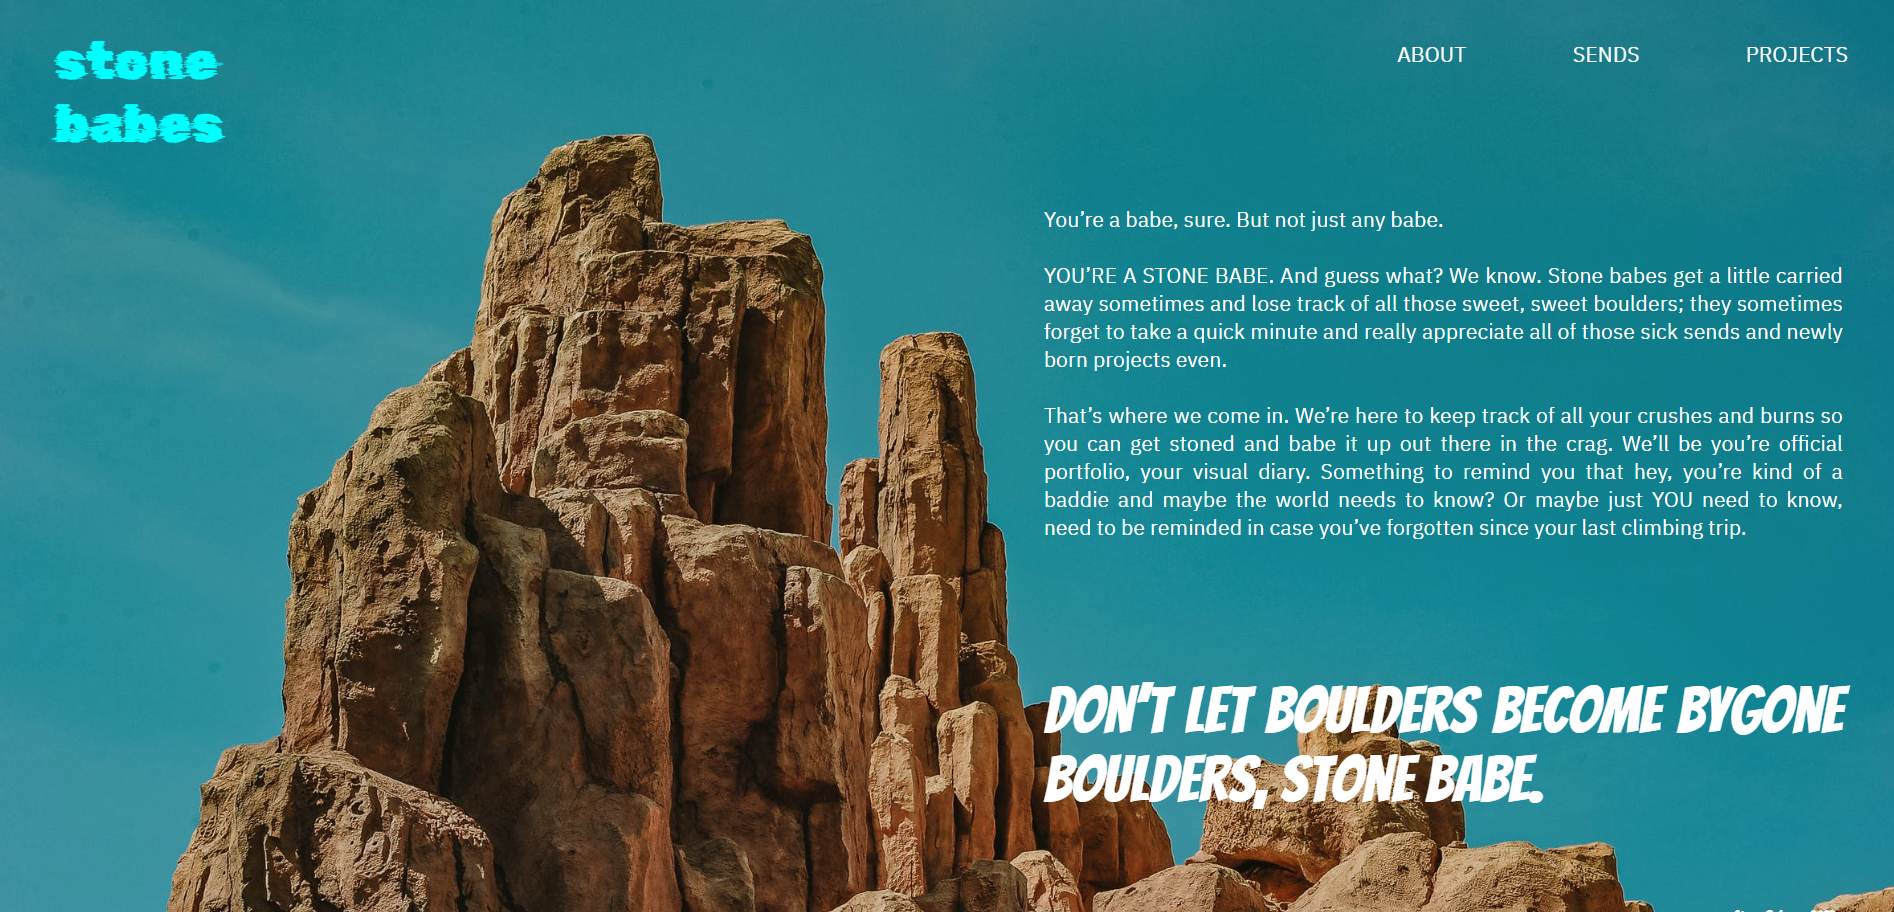 stone
babes
ABOUT SENDS PROJECTS
You’re a babe, sure. But not just any babe.
YOU’RE A STONE BABE. And guess what? We know. Stone babes get a little carried
away sometimes and lose track of all those sweet, sweet boulders; they sometimes
forget to take a quick minute and really appreciate all of those sick sends and newly
born projects even.
That’s where we come in. We’re here to keep track of all your crushes and burns so
you can get stoned and babe it up out there in the crag. We’ll be you’re official
portfolio, your visual diary. Something to remind you that hey, you’re kind of a
baddie and maybe the world needs to know? Or maybe just YOU need to know,
need to be reminded in case you’ve forgotten since your last climbing trip.
DON'T LET BOULDERS BECOME BYGONE
BOULDERS, STONE BABE.